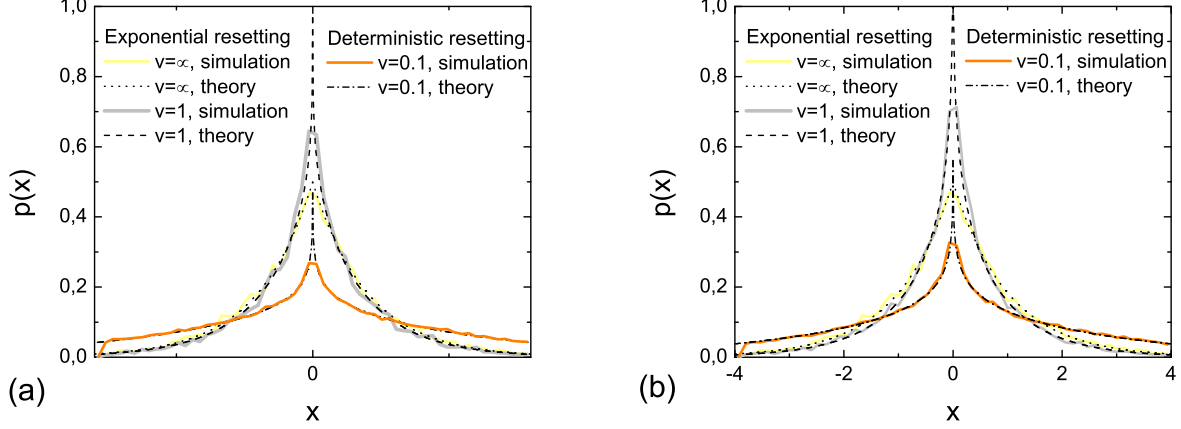 Exponential resetting
v=∝, simulation
v=∝, theory
v=1, simulation
v=1, theory
Deterministic resetting
v=0.1, simulation
v=0.1, theory
1,0
0,8
0,6
0,4
0,2
0,0
p(x)
0
x
(a)
Exponential resetting
v=∝, simulation
v=∝, theory
v=1, simulation
v=1, theory
Deterministic resetting
v=0.1, simulation
v=0.1, theory
1,0
0,8
0,6
0,4
0,2
0,0
p(x)
-4 -2 0 2 4
x
(b)